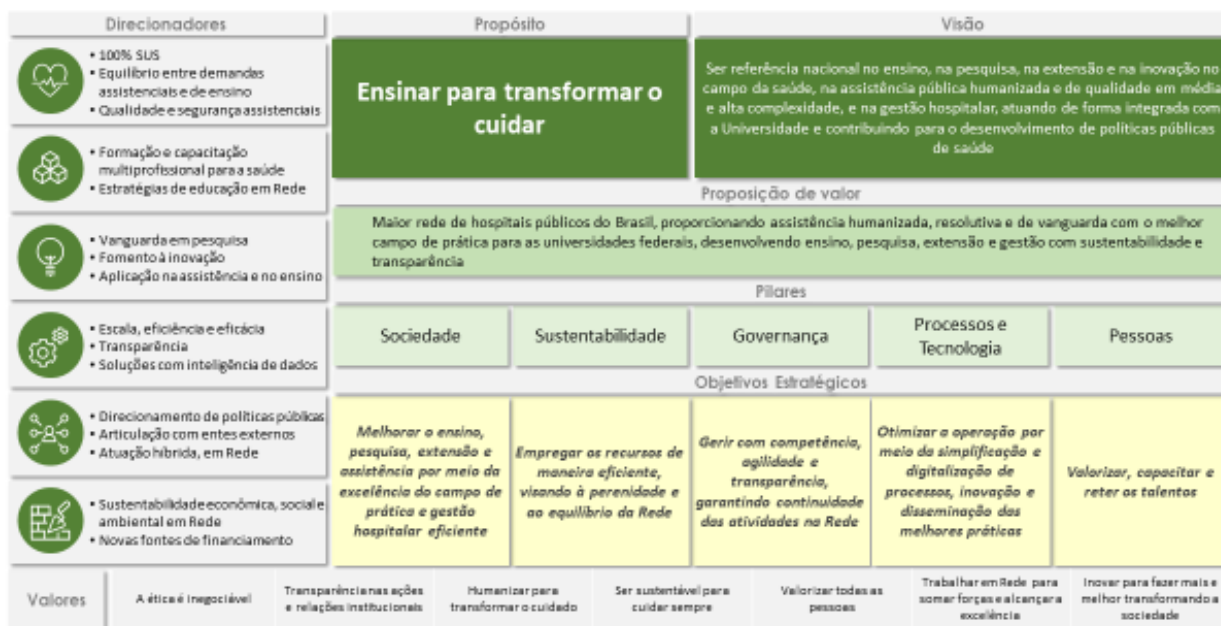 Direcionadores
• 100% SUS
• Equilíbrio entre demandas
assistenciais e de ensino
• Qualidade e segurança assistenciais
• Formação e capacitação
multiprofissional para a saúde
• Estratégias de educação em Rede
• Vanguarda em pesquisa
• Fomento à inovação
• Aplicação na assistência e no ensino
• Escala, eficiência e eficácia
• Transparência
• Soluções com inteligência de dados
• Direcionamento de políticas públicas
• Articulação com entes externos
• Atuação híbrida, em Rede
• Sustentabilidade econômica, social e
ambiental em Rede
• Novas fontes de financiamento
Propósito
Ensinar para transformar o
cuidar
Visão
Ser referência nacional no ensino, na pesquisa, na extensão e na inovação no
campo da saúde, na assistência pública humanizada e de qualidade em média
e alta complexidade, e na gestão hospitalar, atuando de forma integrada com
a Universidade e contribuindo para o desenvolvimento de políticas públicas
de saúde
Proposição de valor
Maior rede de hospitais públicos do Brasil, proporcionando assistência humanizada, resolutiva e de vanguarda com o melhor
campo de prática para as universidades federais, desenvolvendo ensino, pesquisa, extensão e gestão com sustentabilidade e
transparência
Pilares
Sociedade
Sustentabilidade
Governança
Processos e
Tecnologia
Pessoas
Objetivos Estratégicos
Melhorar o ensino,
pesquisa, extensão e
assistência por meio da
excelência do campo de
prática e gestão
hospitalar eficiente
Empregar os recursos de
maneira eficiente,
visando à perenidade e
ao equilíbrio da Rede
Gerir com competência,
agilidade e
transparência,
garantindo continuidade
das atividades na Rede
Otimizar a operação por
meio da simplificação e
digitalização de
processos, inovação e
disseminação das
melhores práticas
Valorizar, capacitar e
reter os talentos
Valores
A ética é inegociável
Transparência nas ações
e relações institucionais
Humanizar para
transformar o cuidado
Ser sustentável para
cuidar sempre
Valorizar todas as
pessoas
Trabalhar em Rede para
somar forças e alcançar a
excelência
Inovar para fazer mais e
melhor transformando a
sociedade